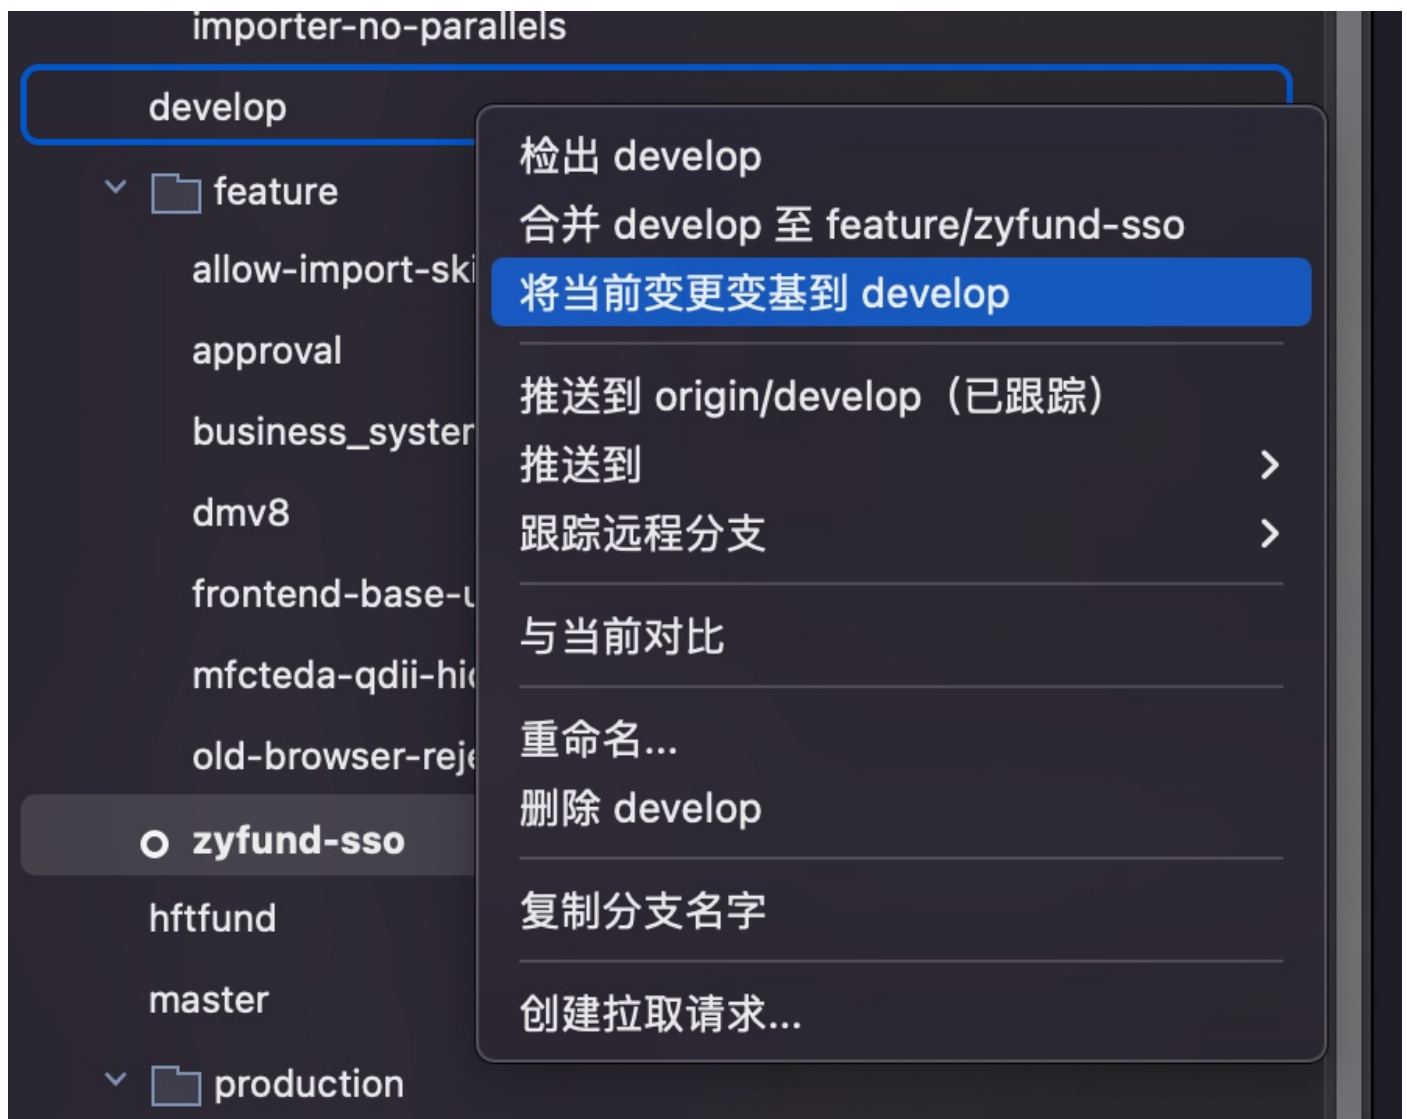 importer-no-parallels
develop
feature
allow-import-ski
approval
business_syster
dmv8
frontend-base-u
mfcteda-qdii-hic
old-browser-reje
zyfund-sso
hftfund
master
production
检出 develop
合并 develop 至 feature/zyfund-sso
将当前变更变基到 develop
推送到 origin/develop（已跟踪）
推送到
跟踪远程分支
与当前对比
重命名...
删除 develop
复制分支名字
创建拉取请求...